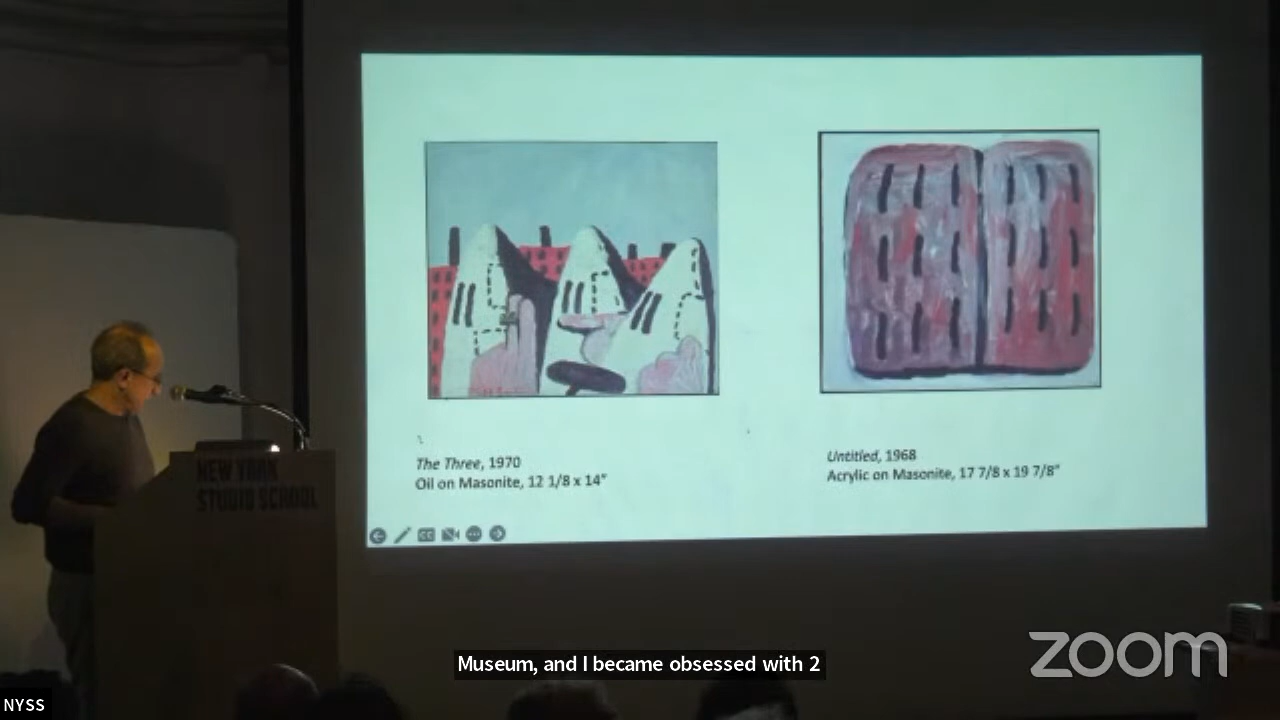 The Three, 1970
Oil on Masonite, 12 1/8 x 14"
Untitled, 1968
Acrylic on Masonite, 17 7/8 x 19 7/8"
NEW YORK
STUDIO SCHOOL
Museum, and I became obsessed with 2
zoom
NYSS